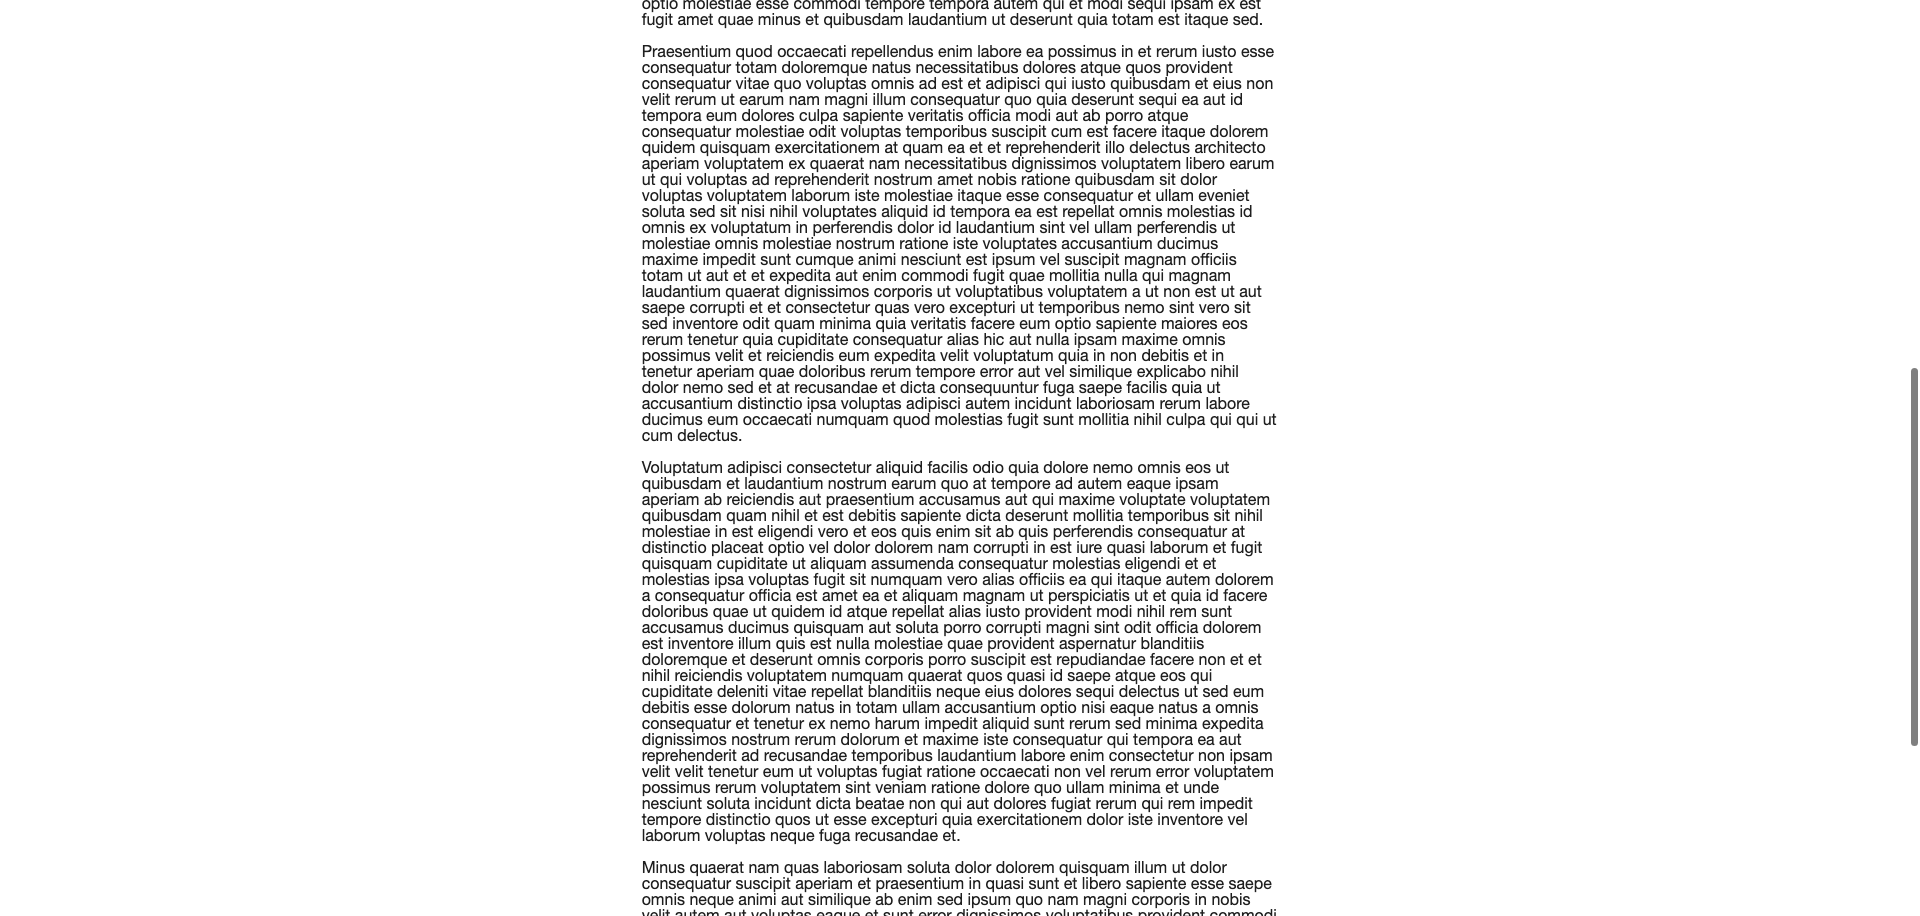 optio molestiae esse commodi tempore tempora autem qui et modi sequi ipsam ex est
fugit amet quae minus et quibusdam laudantium ut deserunt quia totam est itaque sed.
Praesentium quod occaecati repellendus enim labore ea possimus in et rerum iusto esse
consequatur totam doloremque natus necessitatibus dolores atque quos provident
consequatur vitae quo voluptas omnis ad est et adipisci qui iusto quibusdam et eius non
velit rerum ut earum nam magni illum consequatur quo quia deserunt sequi ea aut id
tempora eum dolores culpa sapiente veritatis officia modi aut ab porro atque
consequatur molestiae odit voluptas temporibus suscipit cum est facere itaque dolorem
quidem quisquam exercitationem at quam ea et et reprehenderit illo delectus architecto
aperiam voluptatem ex quaerat nam necessitatibus dignissimos voluptatem libero earum
ut qui voluptas ad reprehenderit nostrum amet nobis ratione quibusdam sit dolor
voluptas voluptatem laborum iste molestiae itaque esse consequatur et ullam eveniet
soluta sed sit nisi nihil voluptates aliquid id tempora ea est repellat omnis molestias id
omnis ex voluptatum in perferendis dolor id laudantium sint vel ullam perferendis ut
molestiae omnis molestiae nostrum ratione iste voluptates accusantium ducimus
maxime impedit sunt cumque animi nesciunt est ipsum vel suscipit magnam officiis
totam ut aut et et expedita aut enim commodi fugit quae mollitia nulla qui magnam
laudantium quaerat dignissimos corporis ut voluptatibus voluptatem a ut non est ut aut
saepe corrupti et et consectetur quas vero excepturi ut temporibus nemo sint vero sit
sed inventore odit quam minima quia veritatis facere eum optio sapiente maiores eos
rerum tenetur quia cupiditate consequatur alias hic aut nulla ipsam maxime omnis
possimus velit et reiciendis eum expedita velit voluptatum quia in non debitis et in
tenetur aperiam quae doloribus rerum tempore error aut vel similique explicabo nihil
dolor nemo sed et at recusandae et dicta consequuntur fuga saepe facilis quia ut
accusantium distinctio ipsa voluptas adipisci autem incidunt laboriosam rerum labore
ducimus eum occaecati numquam quod molestias fugit sunt mollitia nihil culpa qui qui ut
cum delectus.
Voluptatum adipisci consectetur aliquid facilis odio quia dolore nemo omnis eos ut
quibusdam et laudantium nostrum earum quo at tempore ad autem eaque ipsam
aperiam ab reiciendis aut praesentium accusamus aut qui maxime voluptate voluptatem
quibusdam quam nihil et est debitis sapiente dicta deserunt mollitia temporibus sit nihil
molestiae in est eligendi vero et eos quis enim sit ab quis perferendis consequatur at
distinctio placeat optio vel dolor dolorem nam corrupti in est iure quasi laborum et fugit
quisquam cupiditate ut aliquam assumenda consequatur molestias eligendi et et
molestias ipsa voluptas fugit sit numquam vero alias officiis ea qui itaque autem dolorem
a consequatur officia est amet ea et aliquam magnam ut perspiciatis ut et quia id facere
doloribus quae ut quidem id atque repellat alias iusto provident modi nihil rem sunt
accusamus ducimus quisquam aut soluta porro corrupti magni sint odit officia dolorem
est inventore illum quis est nulla molestiae quae provident aspernatur blanditiis
doloremque et deserunt omnis corporis porro suscipit est repudiandae facere non et et
nihil reiciendis voluptatem numquam quaerat quos quasi id saepe atque eos qui
cupiditate deleniti vitae repellat blanditiis neque eius dolores sequi delectus ut sed eum
debitis esse dolorum natus in totam ullam accusantium optio nisi eaque natus a omnis
consequatur et tenetur ex nemo harum impedit aliquid sunt rerum sed minima expedita
dignissimos nostrum rerum dolorum et maxime iste consequatur qui tempora ea aut
reprehenderit ad recusandae temporibus laudantium labore enim consectetur non ipsam
velit velit tenetur eum ut voluptas fugiat ratione occaecati non vel rerum error voluptatem
possimus rerum voluptatem sint veniam ratione dolore quo ullam minima et unde
nesciunt soluta incidunt dicta beatae non qui aut dolores fugiat rerum qui rem impedit
tempore distinctio quos ut esse excepturi quia exercitationem dolor iste inventore vel
laborum voluptas neque fuga recusandae et.
Minus quaerat nam quas laboriosam soluta dolor dolorem quisquam illum ut dolor
consequatur suscipit aperiam et praesentium in quasi sunt et libero sapiente esse saepe
omnis neque animi aut similique ab enim sed ipsum quo nam magni corporis in nobis
velit autem aut voluptas eaque et sunt error dignissimos voluptatibus provident commodi